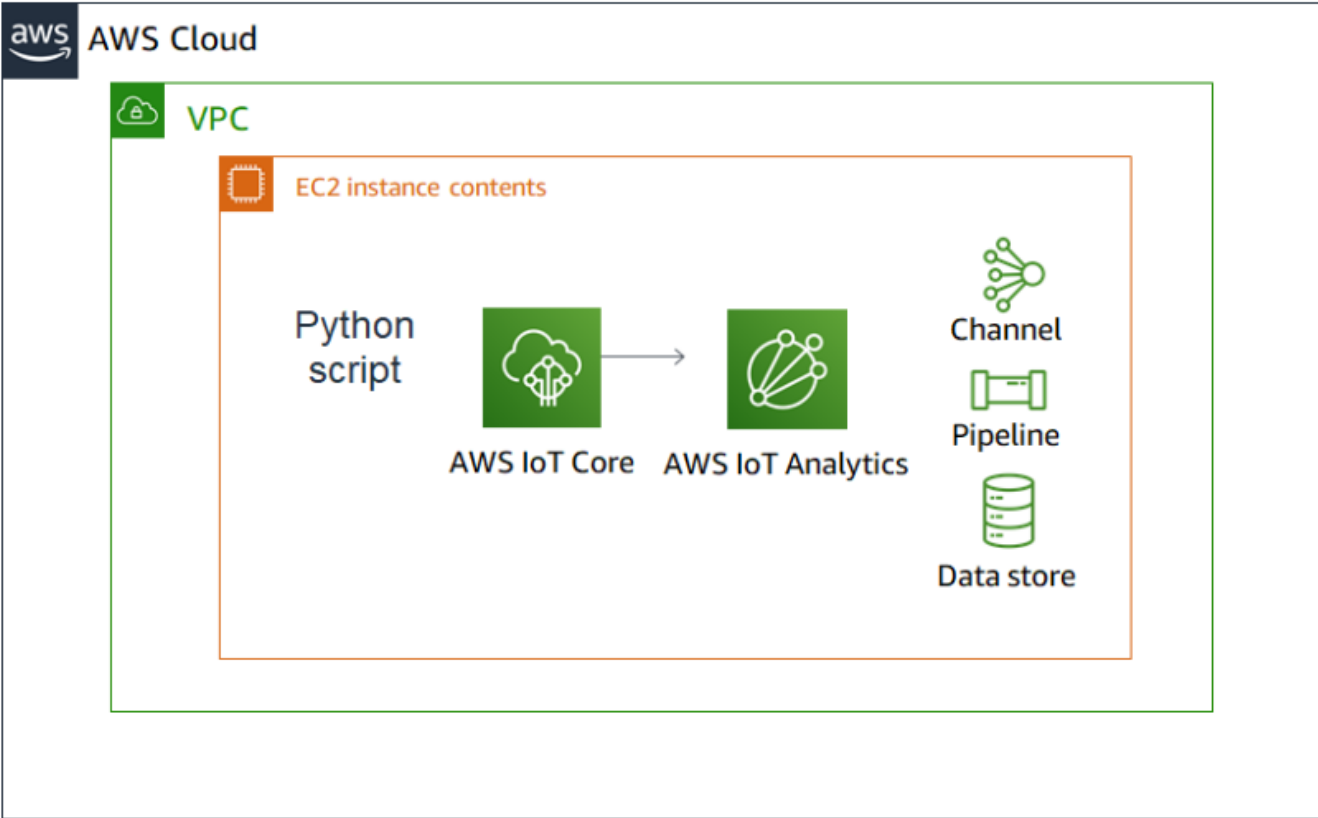 aws
AWS Cloud
VPC
EC2 instance contents
Python
script
AWS IoT Core
AWS IoT Analytics
Channel
Pipeline
Data store